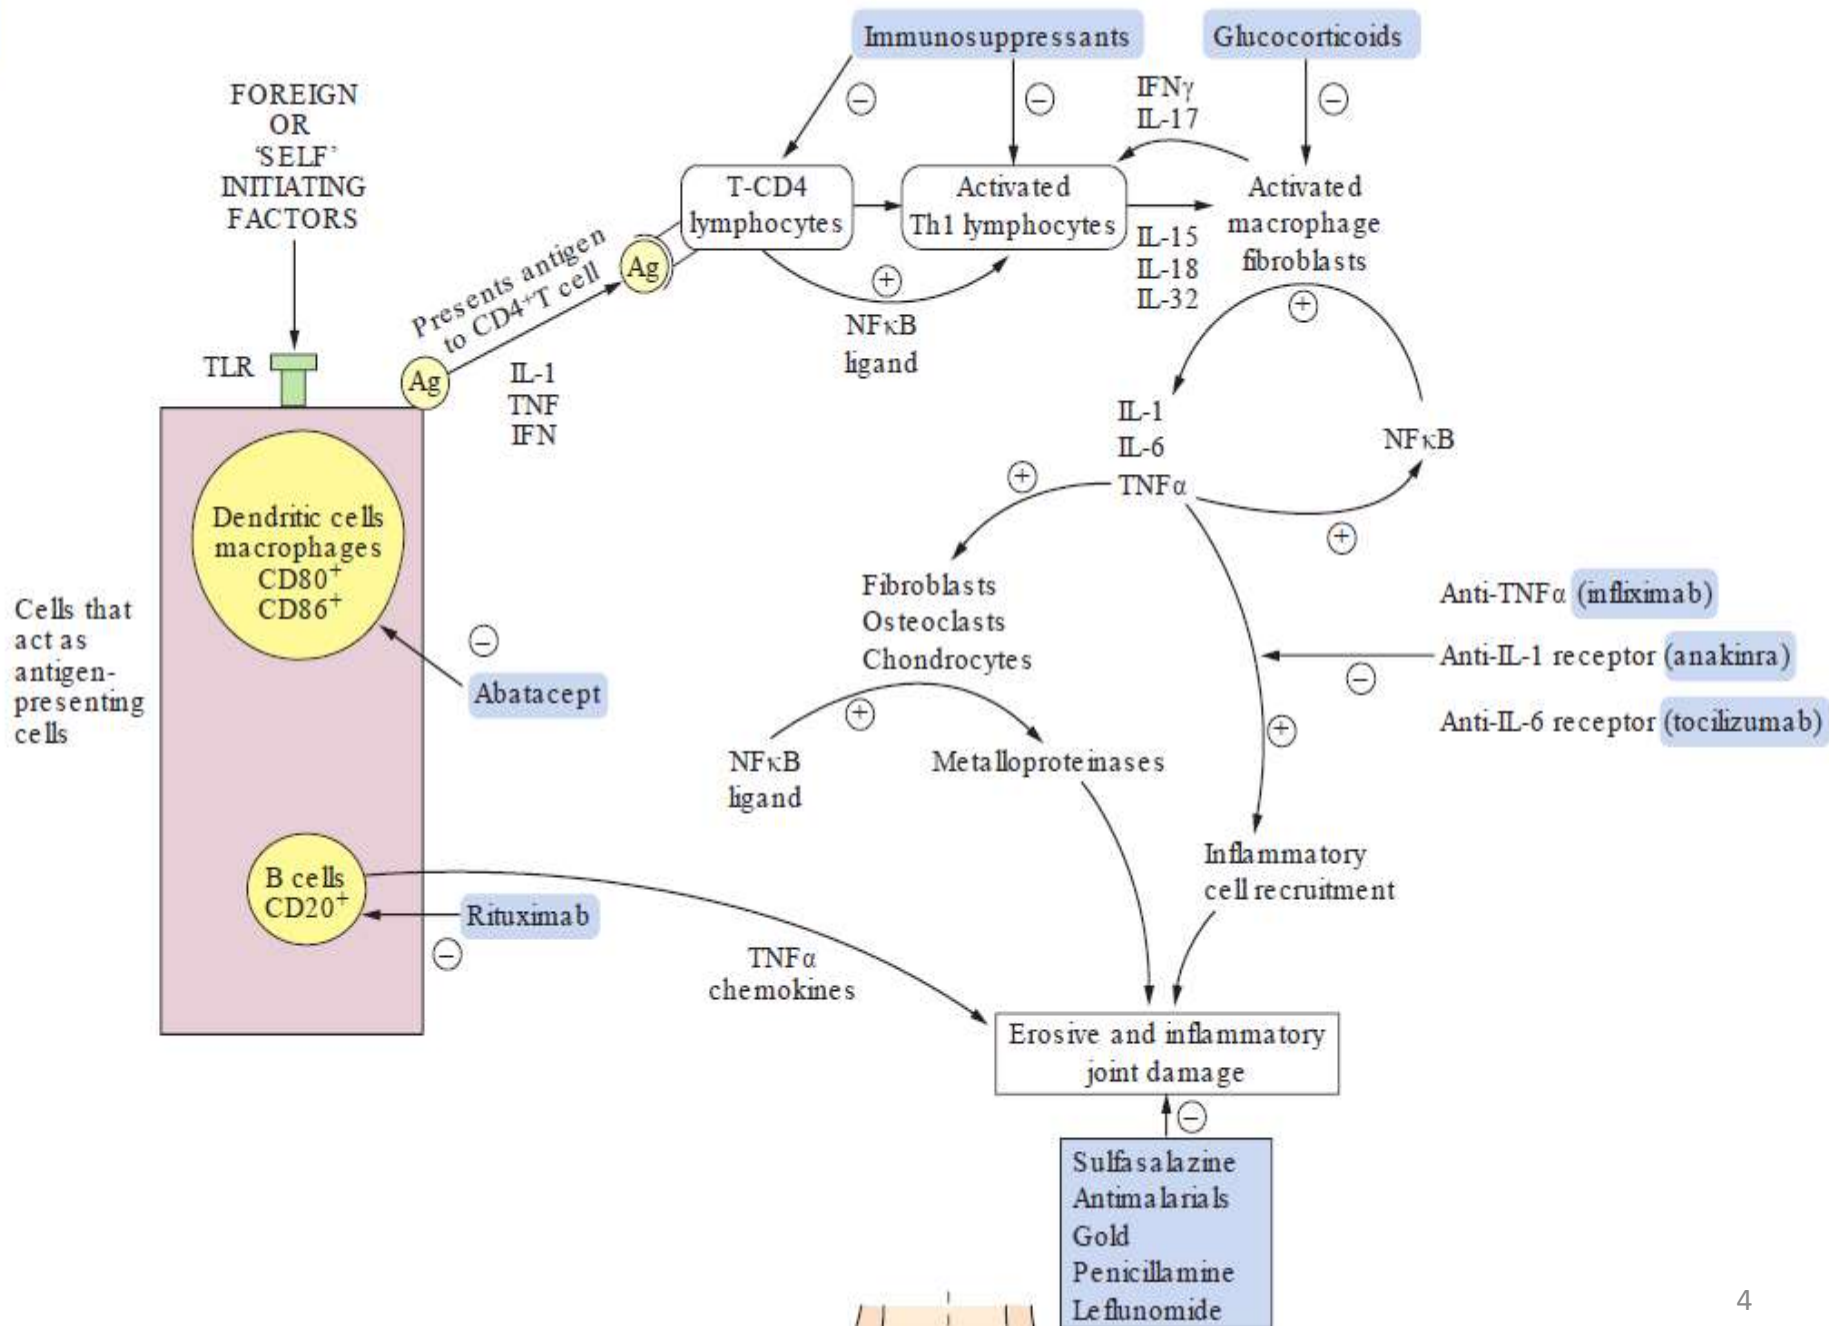 Immunosuppressants
Glucocorticoids
FOREIGN
OR
‘SELF’
INITIATING
FACTORS
−
−
−
IFNγ
IL-17
T-CD4
lymphocytes
Activated
Th1 lymphocytes
Activated
macrophage
fibroblasts
IL-15
IL-18
IL-32
Presents antigen
to CD4⁺T cell
Ag
+
NFκB
ligand
+
TLR
Ag
IL-1
TNF
IFN
IL-1
IL-6
TNFα
NFκB
+
+
Dendritic cells
macrophages
CD80⁺
CD86⁺
Cells that
act as
antigen-
presenting
cells
−
Abatacept
Fibroblasts
Osteoclasts
Chondrocytes
Anti-TNFα (infliximab)
Anti-IL-1 receptor (anakinra)
−
Anti-IL-6 receptor (tocilizumab)
+
+
NFκB
ligand
Metalloproteinases
Inflammatory
cell recruitment
B cells
CD20⁺
Rituximab
−
TNFα
chemokines
Erosive and inflammatory
joint damage
−
Sulfasalazine
Antimalarials
Gold
Penicillamine
Leflunomide
4